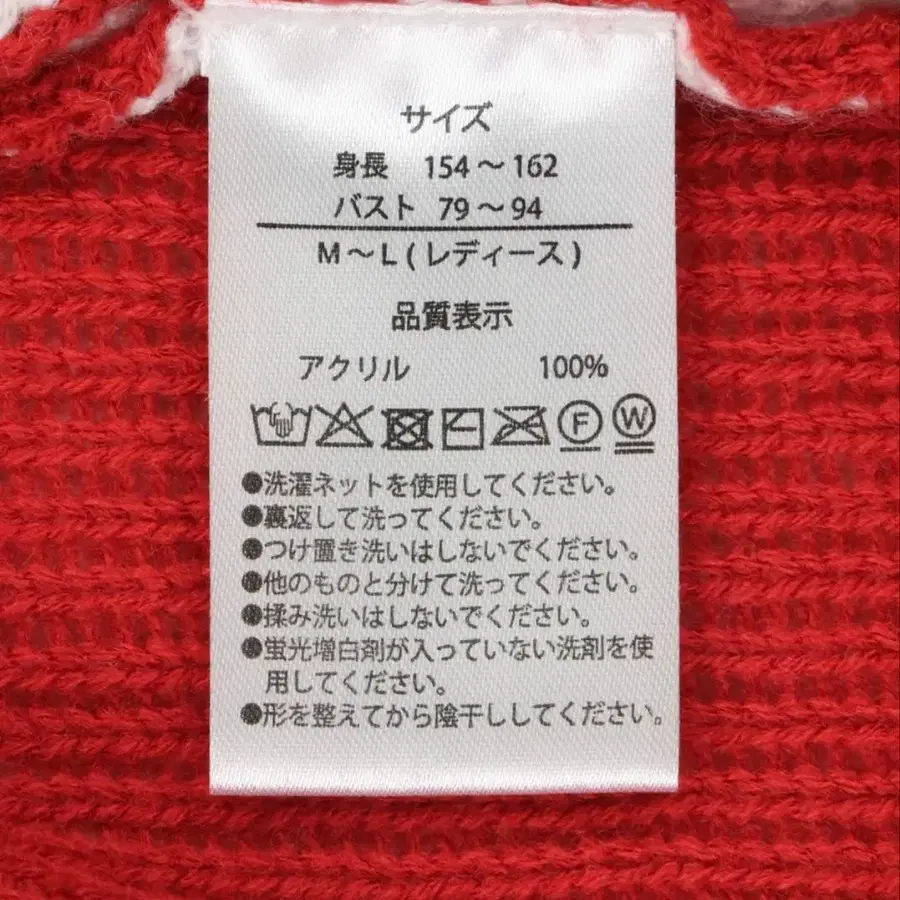 サイズ
身長 154～162
バスト 79～94
M～L(レディース)
品質表示
アクリル 100%
F W
●洗濯ネットを使用してください。
●裏返して洗ってください。
●つけ置き洗いはしないでください。
●他のものと分けて洗ってください。
●揉み洗いはしないでください。
●蛍光増白剤が入っていない洗剤を使
用してください。
●形を整えてから陰干ししてください。